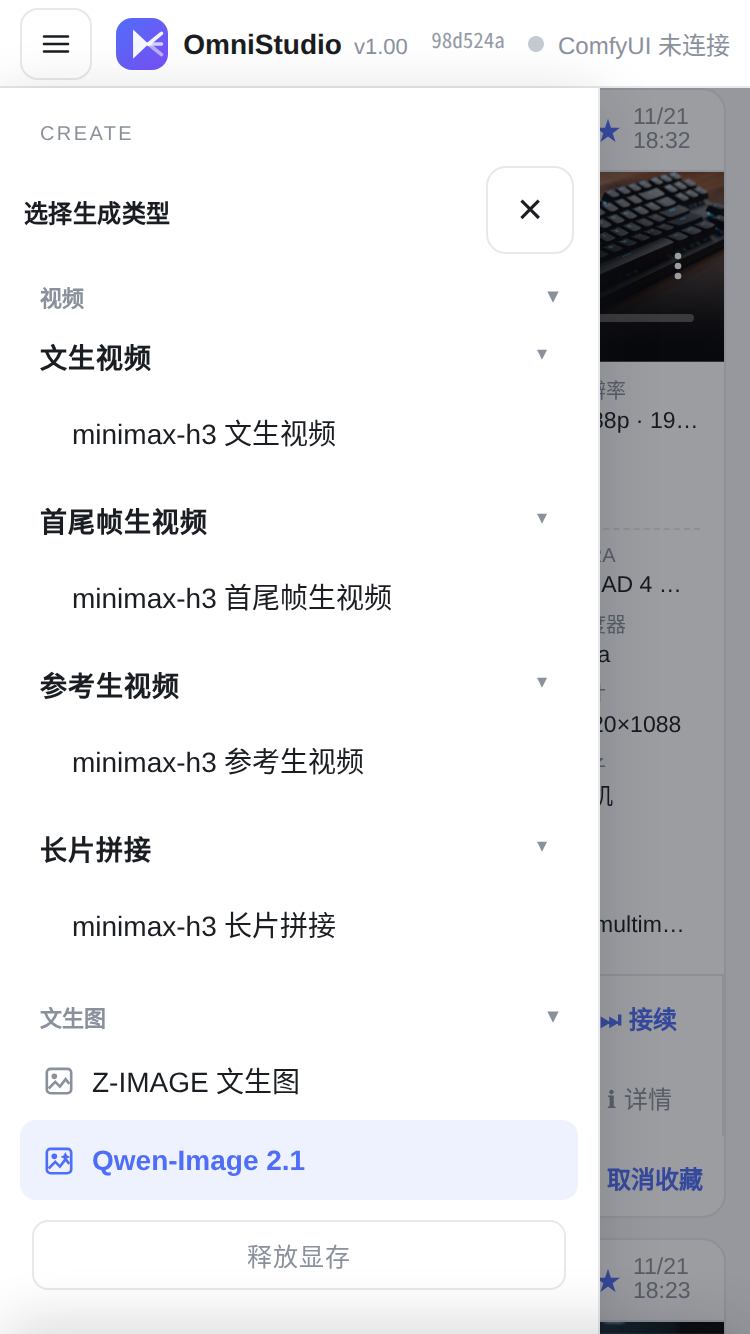 OmniStudio v1.00 98d524a ComfyUI 未连接
CREATE
选择生成类型
视频
文生视频
minimax-h3 文生视频
首尾帧生视频
minimax-h3 首尾帧生视频
参考生视频
minimax-h3 参考生视频
长片拼接
minimax-h3 长片拼接
文生图
Z-IMAGE 文生图
Qwen-Image 2.1
释放显存
11/21
18:32
率
38p · 19…
AD 4 …
器
a
20×1088
机
multim…
接续
详情
取消收藏
11/21
18:23